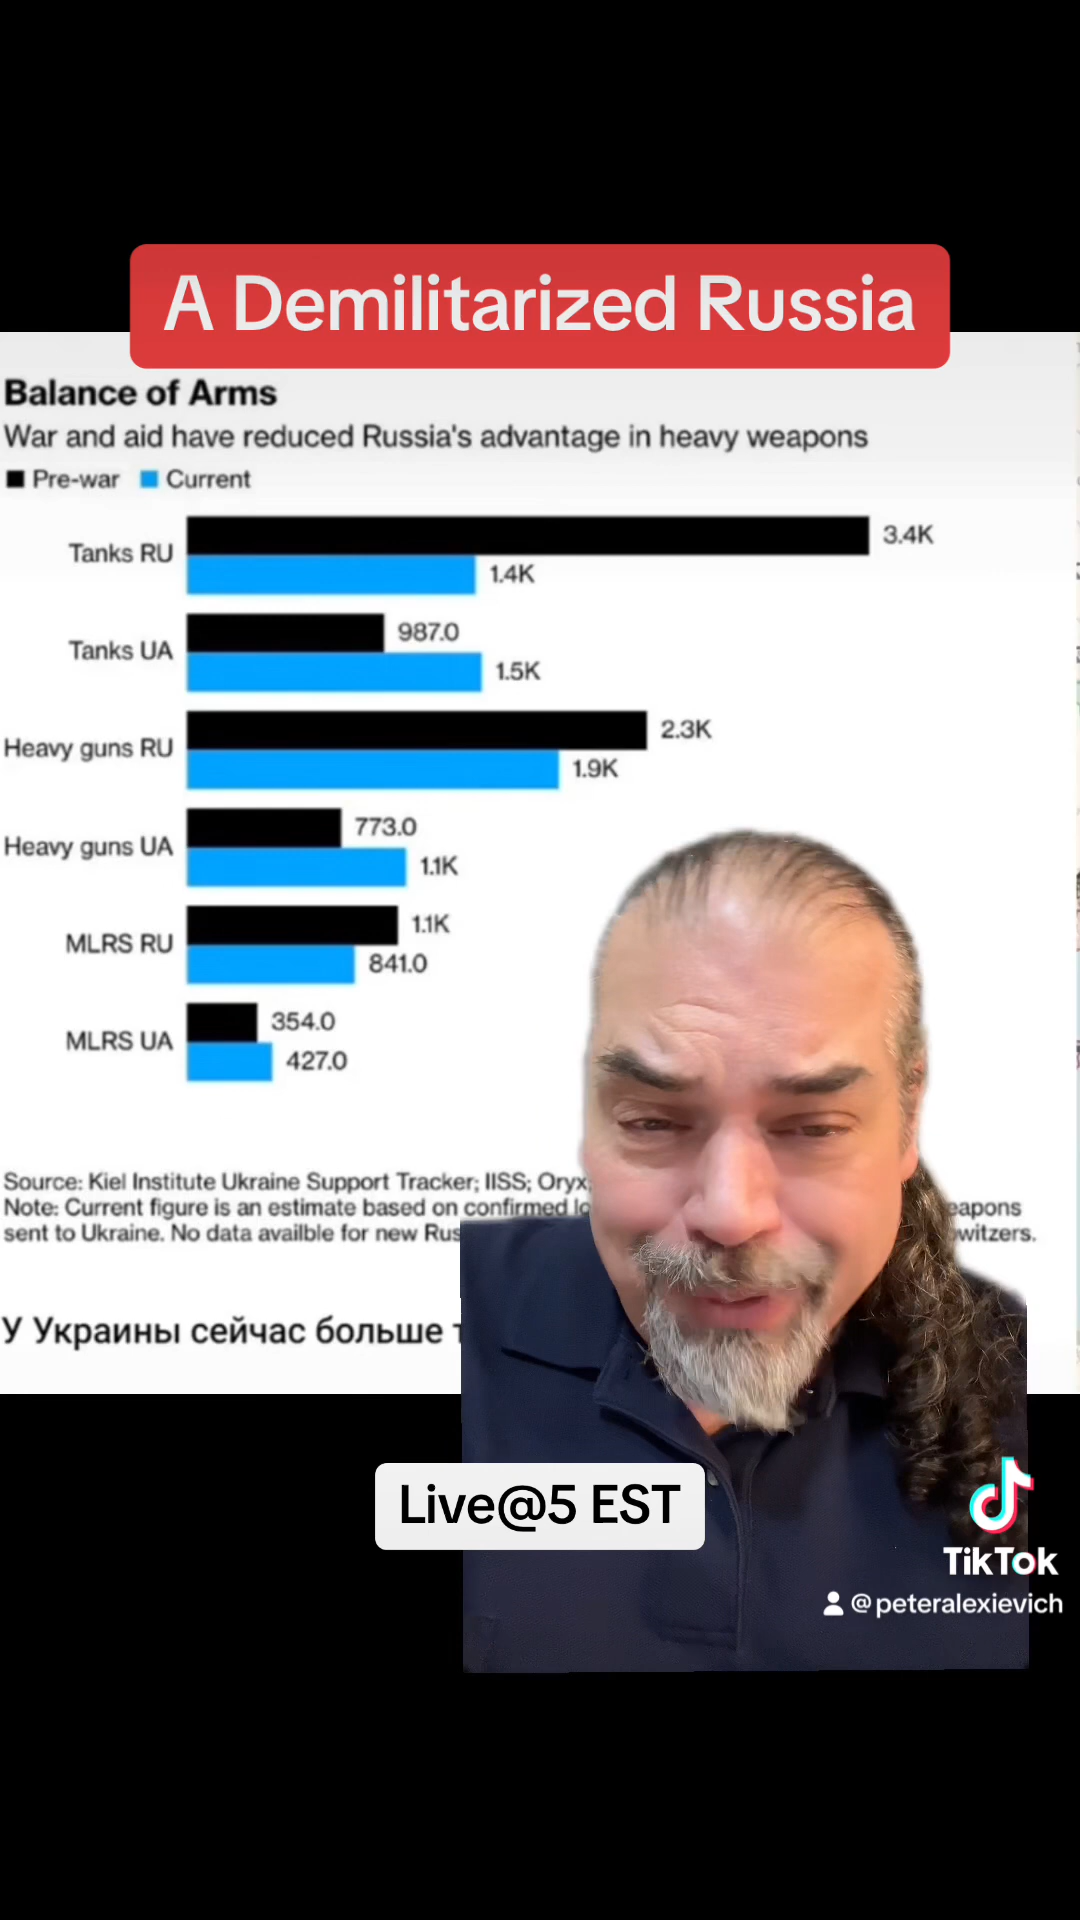 A Demilitarized Russia
Balance of Arms
War and aid have reduced Russia's advantage in heavy weapons
Pre-war Current
Tanks RU 3.4K
1.4K
Tanks UA 987.0
1.5K
Heavy guns RU 2.3K
1.9K
Heavy guns UA 773.0
1.1K
MLRS RU 1.1K
841.0
MLRS UA 354.0
427.0
Source: Kiel Institute Ukraine Support Tracker; IISS; Oryx
Note: Current figure is an estimate based on confirmed
sent to Ukraine. No data availble for new
У Украины сейчас больше
Live@5 EST
TikTok
@peteralexievich